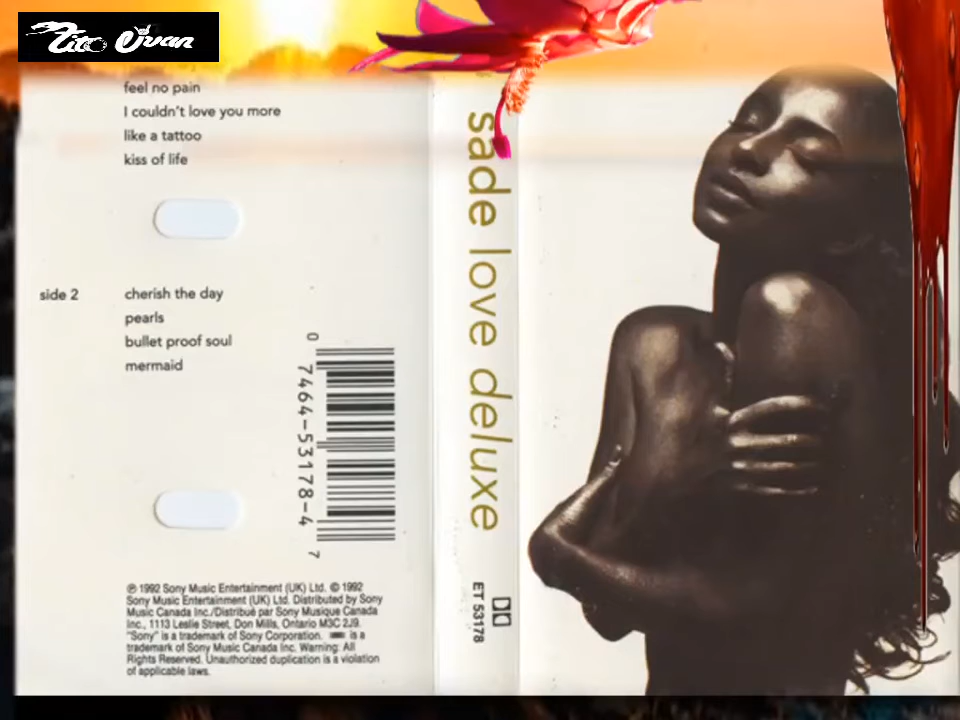 Tito Jivan
feel no pain
I couldn't love you more
like a tattoo
kiss of life
side 2
cherish the day
pearls
bullet proof soul
mermaid
0 7464-53178-4 7
℗ 1992 Sony Music Entertainment (UK) Ltd. © 1992
Sony Music Entertainment (UK) Ltd. Distributed by Sony
Music Canada Inc./Distribué par Sony Musique Canada
Inc., 1113 Leslie Street, Don Mills, Ontario M3C 2J9.
"Sony" is a trademark of Sony Corporation. is a
trademark of Sony Music Canada Inc. Warning: All
Rights Reserved. Unauthorized duplication is a violation
of applicable laws.
sade love deluxe
ET 53178